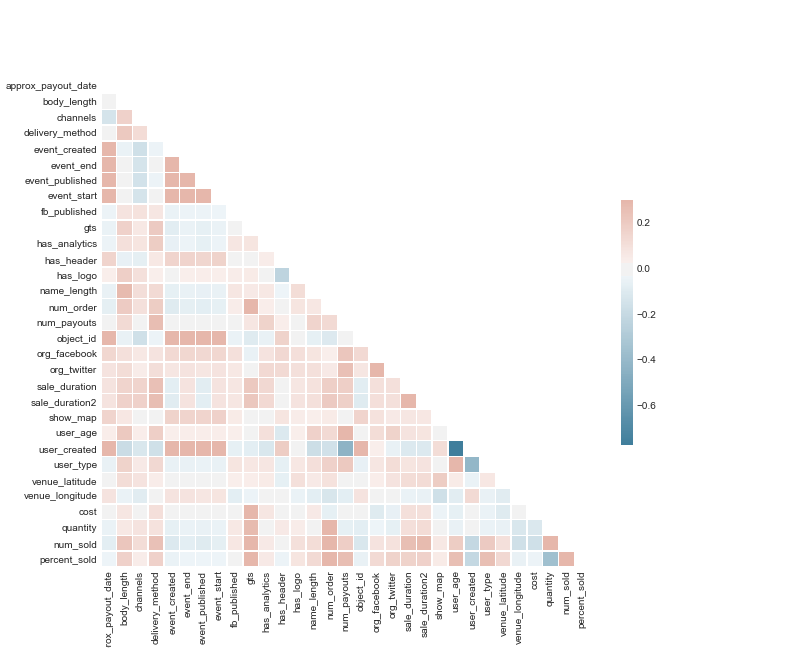 approx_payout_date
body_length
channels
delivery_method
event_created
event_end
event_published
event_start
fb_published
gts
has_analytics
has_header
has_logo
name_length
num_order
num_payouts
object_id
org_facebook
org_twitter
sale_duration
sale_duration2
show_map
user_age
user_created
user_type
venue_latitude
venue_longitude
cost
quantity
num_sold
percent_sold
rox_payout_date
body_length
channels
delivery_method
event_created
event_end
event_published
event_start
fb_published
gts
has_analytics
has_header
has_logo
name_length
num_order
num_payouts
object_id
org_facebook
org_twitter
sale_duration
sale_duration2
show_map
user_age
user_created
user_type
venue_latitude
venue_longitude
cost
quantity
num_sold
percent_sold
0.2
0.0
−0.2
−0.4
−0.6